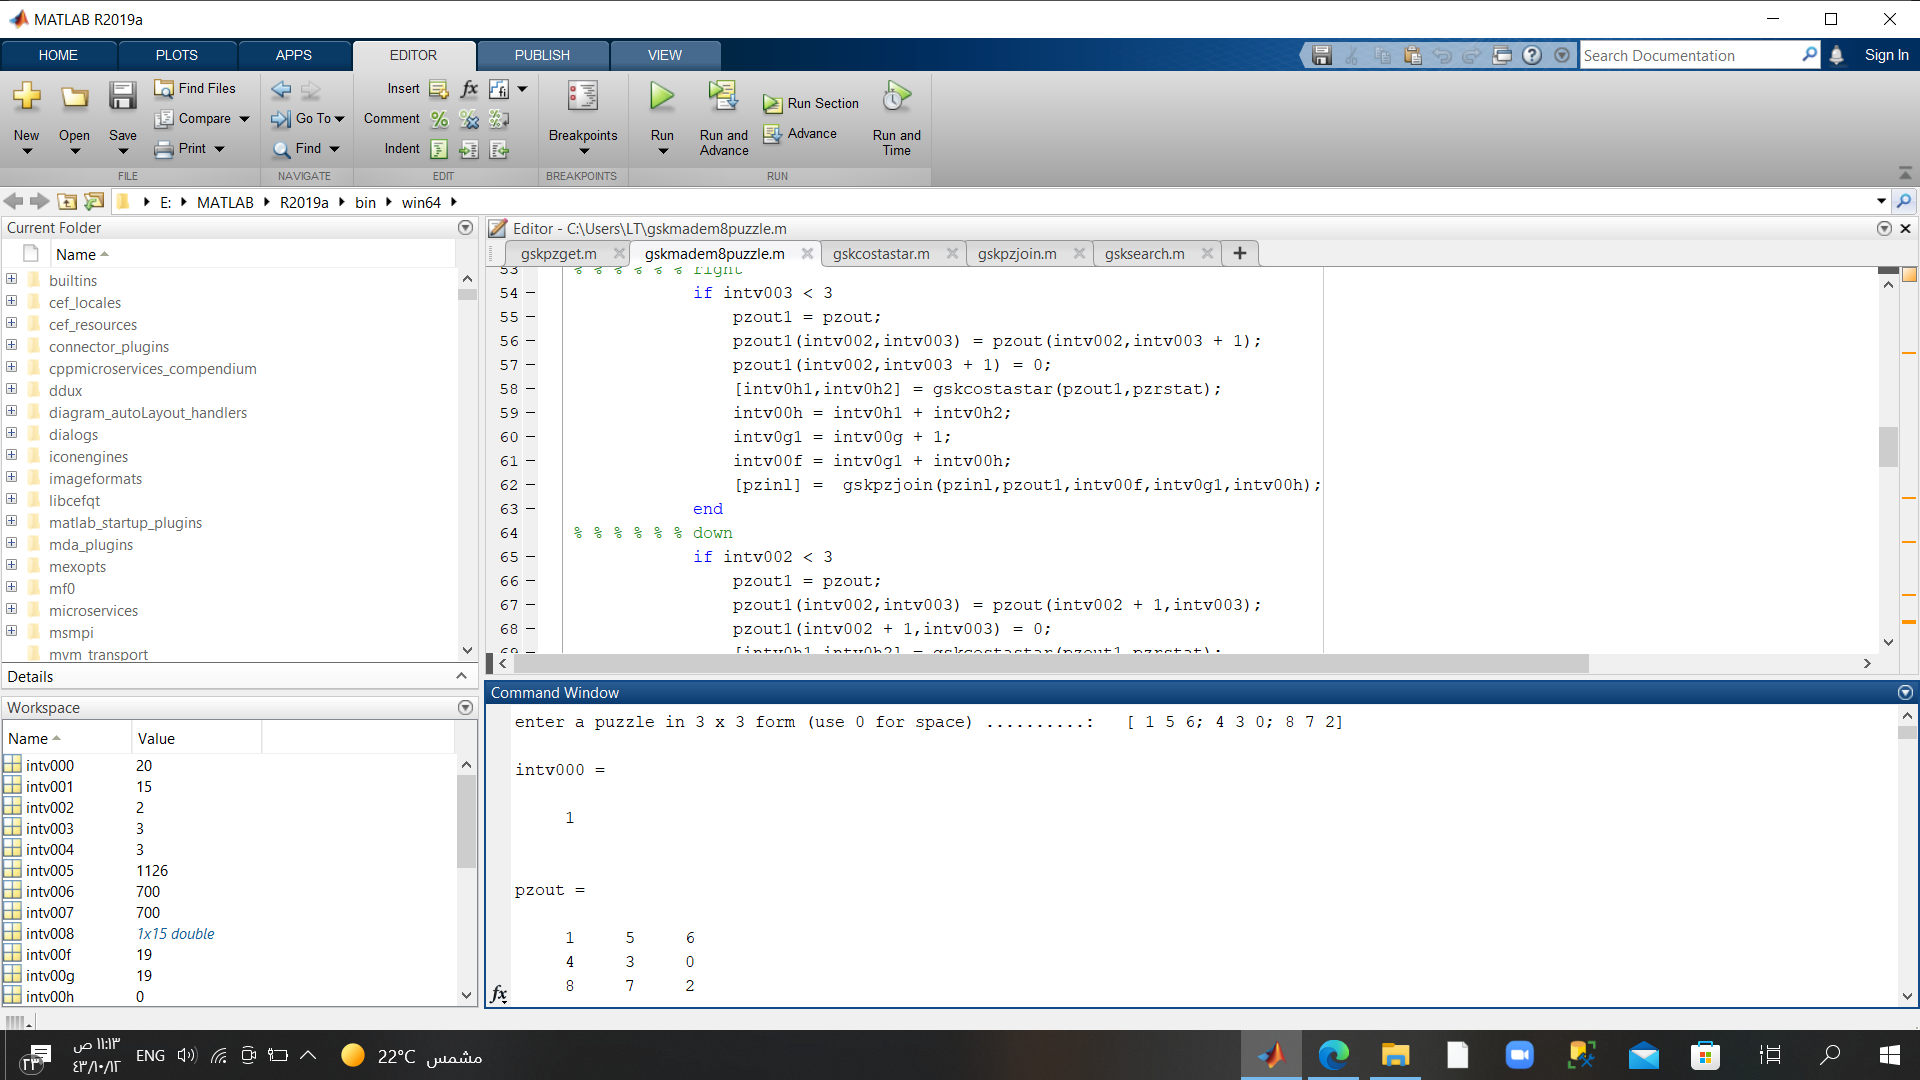 MATLAB R2019a
HOME PLOTS APPS EDITOR PUBLISH VIEW
Search Documentation
Sign In
New Open Save
Find Files
Compare
Print
Go To
Find
Insert
Comment
Indent
fx
Breakpoints
Run
Run and Advance
Run Section
Advance
Run and Time
FILE NAVIGATE EDIT BREAKPOINTS RUN
E: MATLAB R2019a bin win64
Current Folder
Name
builtins
cef_locales
cef_resources
connector_plugins
cppmicroservices_compendium
ddux
diagram_autoLayout_handlers
dialogs
iconengines
imageformats
libcefqt
matlab_startup_plugins
mda_plugins
mexopts
mf0
microservices
msmpi
mvm_transport
Details
Workspace
Name Value
intv000 20
intv001 15
intv002 2
intv003 3
intv004 3
intv005 1126
intv006 700
intv007 700
intv008 1x15 double
intv00f 19
intv00g 19
intv00h 0
Editor - C:\Users\LT\gskmadem8puzzle.m
gskpzget.m gskmadem8puzzle.m gskcostastar.m gskpzjoin.m gsksearch.m +
53 % % % % % % right
54 – if intv003 < 3
55 – pzout1 = pzout;
56 – pzout1(intv002,intv003) = pzout(intv002,intv003 + 1);
57 – pzout1(intv002,intv003 + 1) = 0;
58 – [intv0h1,intv0h2] = gskcostastar(pzout1,pzrstat);
59 – intv00h = intv0h1 + intv0h2;
60 – intv0g1 = intv00g + 1;
61 – intv00f = intv0g1 + intv00h;
62 – [pzinl] = gskpzjoin(pzinl,pzout1,intv00f,intv0g1,intv00h);
63 – end
64 % % % % % % down
65 – if intv002 < 3
66 – pzout1 = pzout;
67 – pzout1(intv002,intv003) = pzout(intv002 + 1,intv003);
68 – pzout1(intv002 + 1,intv003) = 0;
69 – [intv0h1,intv0h2] = gskcostastar(pzout1,pzrstat);
Command Window
enter a puzzle in 3 x 3 form (use 0 for space) ..........: [ 1 5 6; 4 3 0; 8 7 2]
intv000 =
1
pzout =
1 5 6
4 3 0
8 7 2
fx
١١:١٣ ص
٤٣/١٠/١٢
٢٣
ENG
22°C مشمس